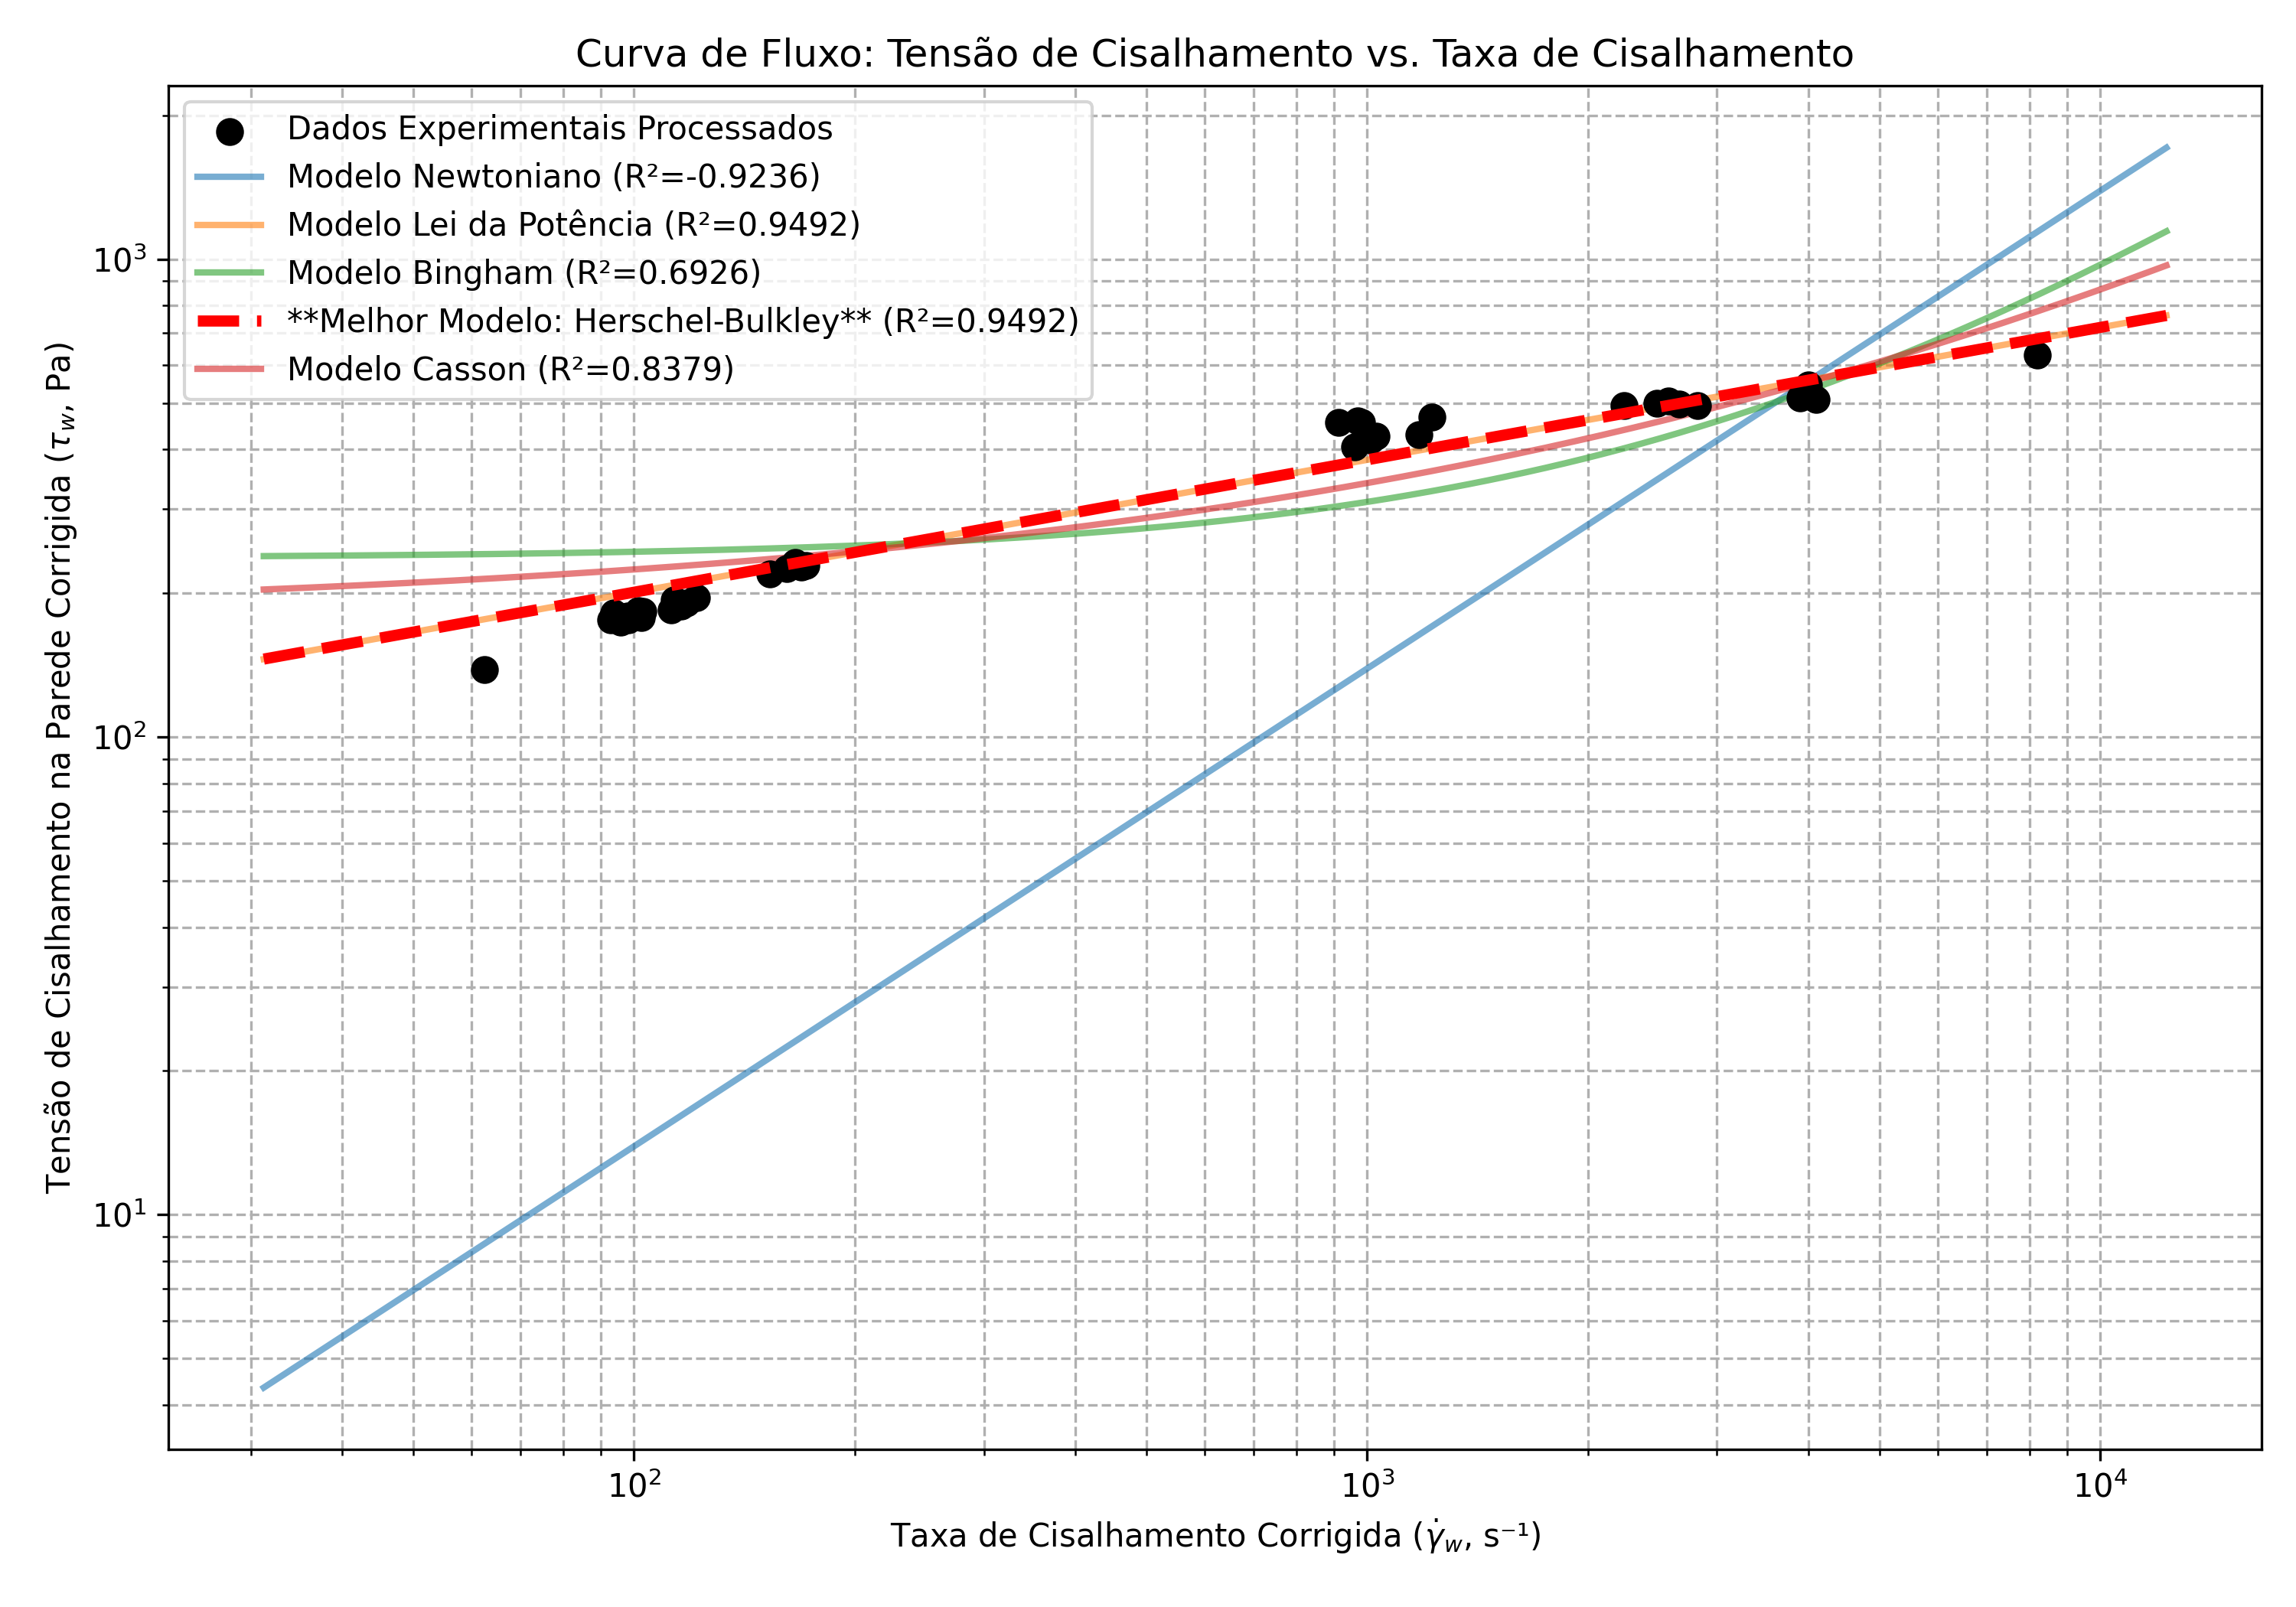 Curva de Fluxo: Tensão de Cisalhamento vs. Taxa de Cisalhamento
Dados Experimentais Processados
Modelo Newtoniano (R²=-0.9236)
Modelo Lei da Potência (R²=0.9492)
Modelo Bingham (R²=0.6926)
**Melhor Modelo: Herschel-Bulkley** (R²=0.9492)
Modelo Casson (R²=0.8379)
Tensão de Cisalhamento na Parede Corrigida (τ_w, Pa)
10³
10²
10¹
10²
10³
10⁴
Taxa de Cisalhamento Corrigida (γ̇_w, s⁻¹)